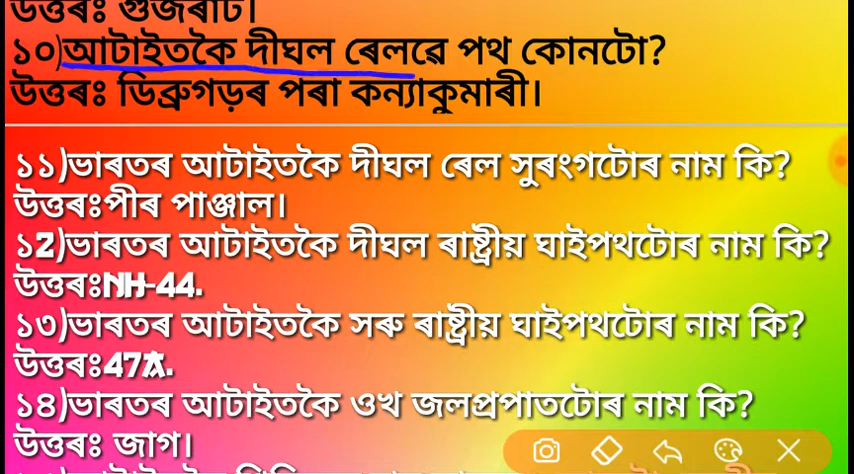 উত্তৰঃ গুজৰাট।
১০)আটাইতকৈ দীঘল ৰেলৱে পথ কোনটো?
উত্তৰঃ ডিব্ৰুগড়ৰ পৰা কন্যাকুমাৰী।
১১)ভাৰতৰ আটাইতকৈ দীঘল ৰেল সুৰংগটোৰ নাম কি?
উত্তৰঃপীৰ পাঞ্জাল।
১2)ভাৰতৰ আটাইতকৈ দীঘল ৰাষ্ট্ৰীয় ঘাইপথটোৰ নাম কি?
উত্তৰঃNH-44.
১৩)ভাৰতৰ আটাইতকৈ সৰু ৰাষ্ট্ৰীয় ঘাইপথটোৰ নাম কি?
উত্তৰঃ47A.
১৪)ভাৰতৰ আটাইতকৈ ওখ জলপ্ৰপাতটোৰ নাম কি?
উত্তৰঃ জাগ।